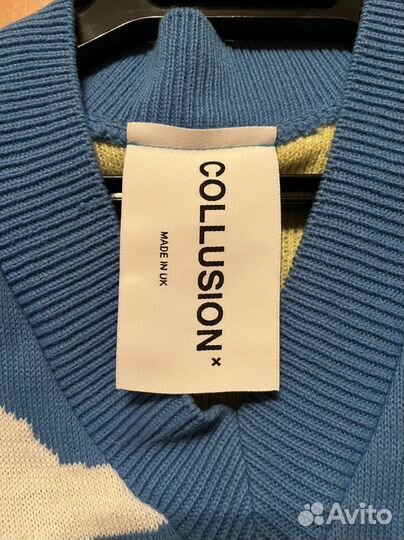 COLLUSION
×
MADE IN UK
Avito